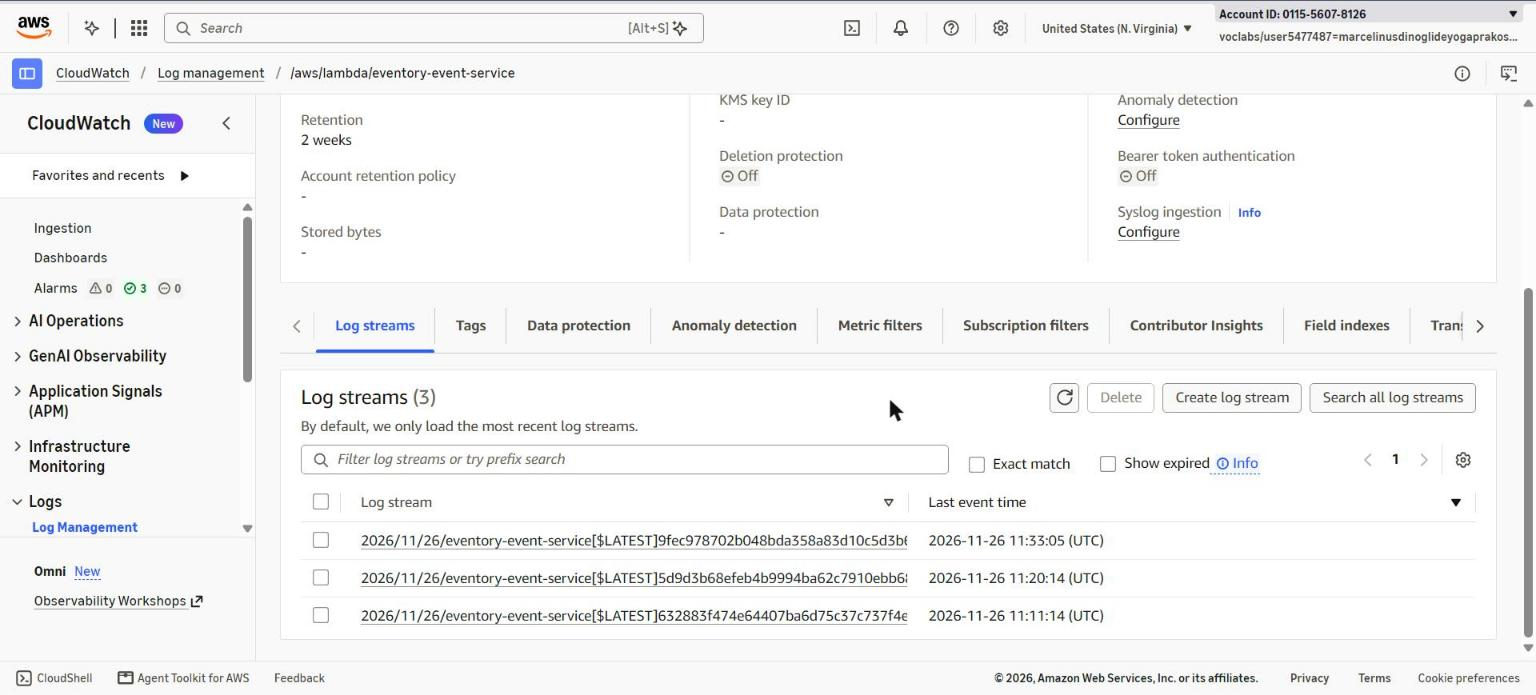 aws
Search [Alt+S]
United States (N. Virginia)
Account ID: 0115-5607-8126
voclabs/user5477487=marcelinusdinoglideyogaprakos...
CloudWatch / Log management / /aws/lambda/eventory-event-service
CloudWatch New
Favorites and recents
Ingestion
Dashboards
Alarms 0 3 0
AI Operations
GenAI Observability
Application Signals
(APM)
Infrastructure
Monitoring
Logs
Log Management
Omni New
Observability Workshops
Retention
2 weeks
Account retention policy
-
Stored bytes
-
KMS key ID
-
Deletion protection
Off
Data protection
-
Anomaly detection
Configure
Bearer token authentication
Off
Syslog ingestion Info
Configure
Log streams Tags Data protection Anomaly detection Metric filters Subscription filters Contributor Insights Field indexes Tran
Log streams (3)
Delete Create log stream Search all log streams
By default, we only load the most recent log streams.
Filter log streams or try prefix search Exact match Show expired Info 1
Log stream Last event time
2026/11/26/eventory-event-service[$LATEST]9fec978702b048bda358a83d10c5d3b6 2026-11-26 11:33:05 (UTC)
2026/11/26/eventory-event-service[$LATEST]5d9d3b68efeb4b9994ba62c7910ebb68 2026-11-26 11:20:14 (UTC)
2026/11/26/eventory-event-service[$LATEST]632883f474e64407ba6d75c37c737f4e 2026-11-26 11:11:14 (UTC)
CloudShell Agent Toolkit for AWS Feedback © 2026, Amazon Web Services, Inc. or its affiliates. Privacy Terms Cookie preferences